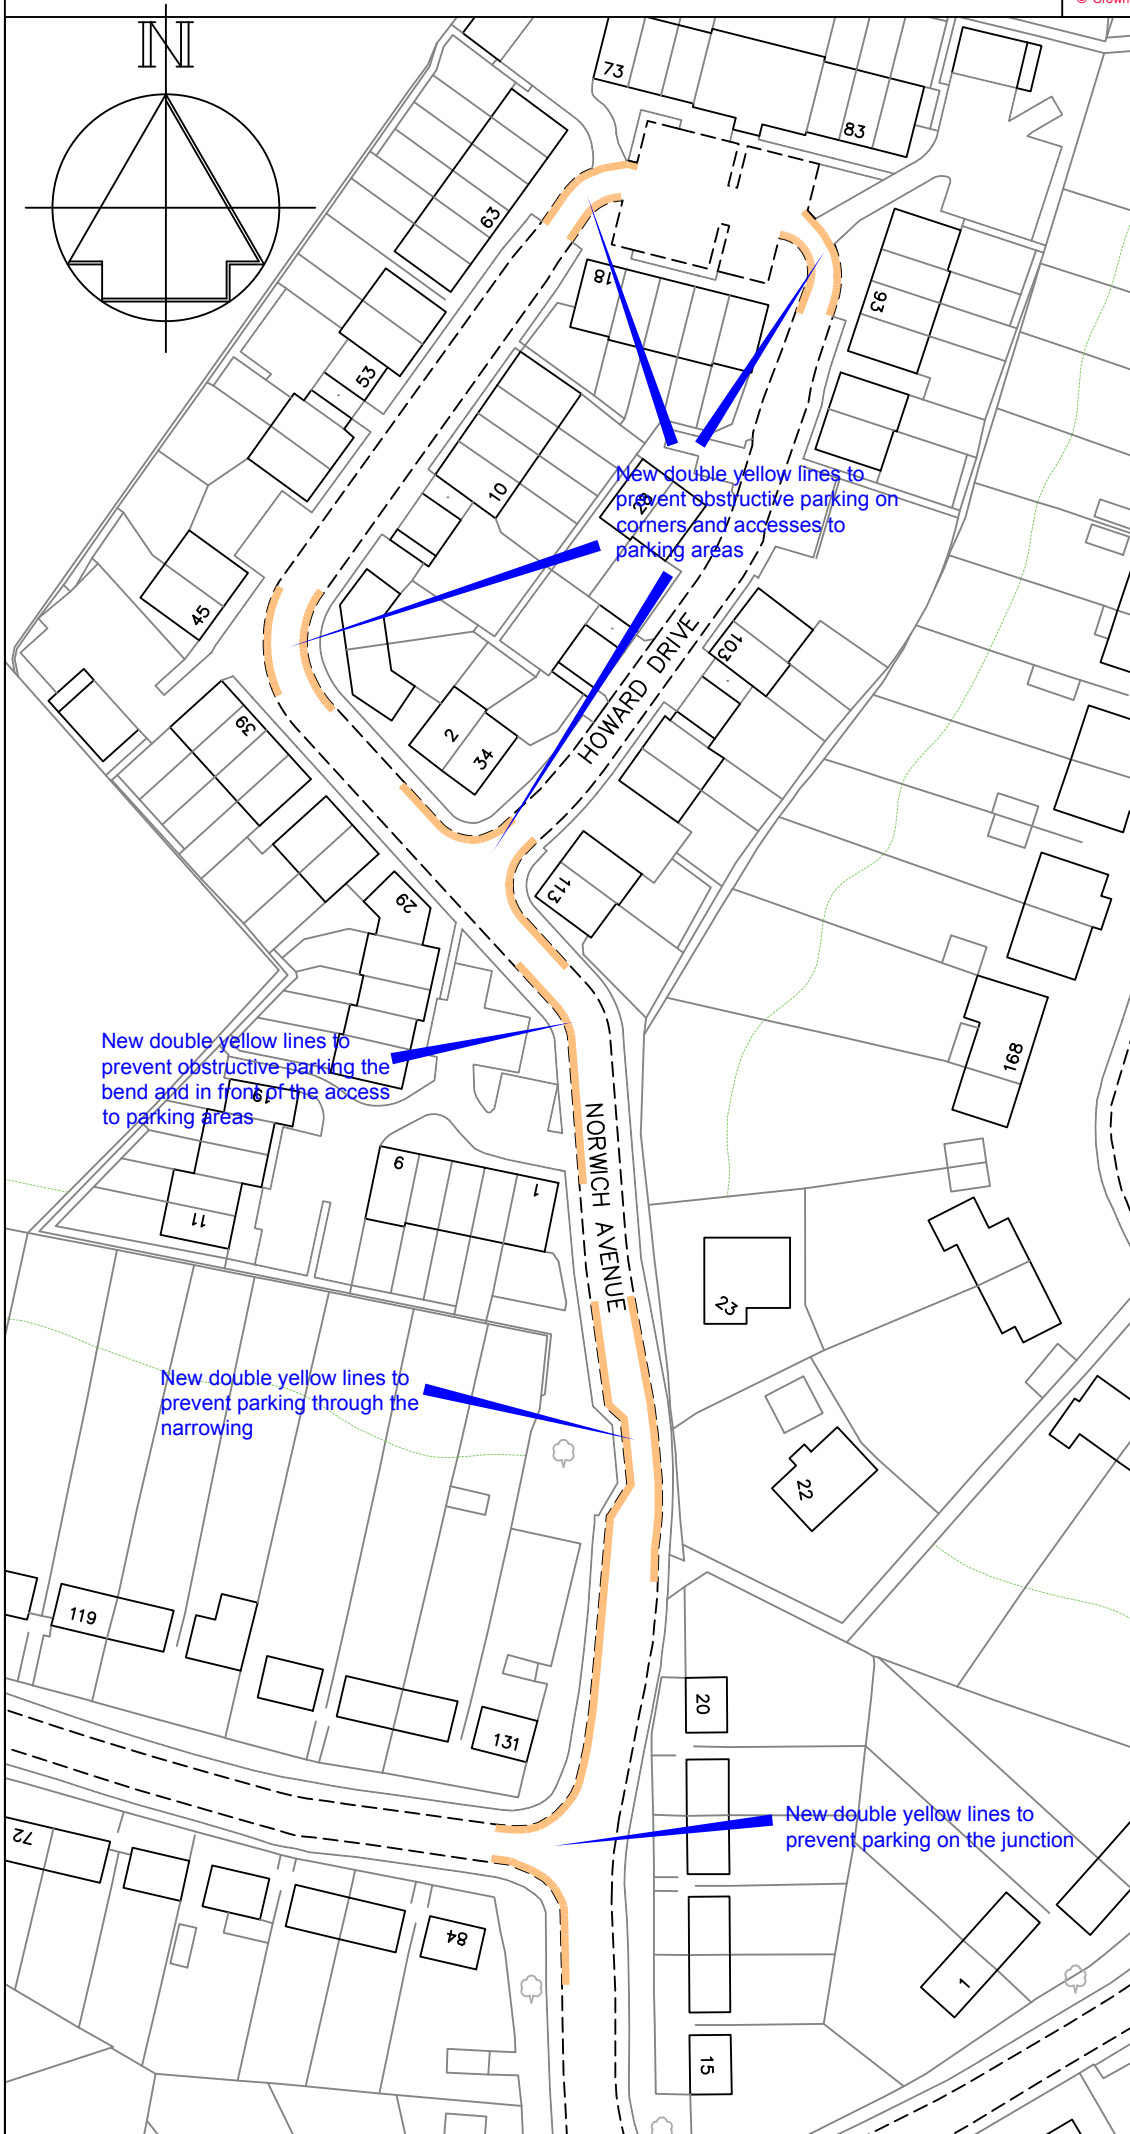 © Crown
N
73
83
63
18
93
53
10
28
New double yellow lines to
prevent obstructive parking on
corners and accesses to
parking areas
45
103
HOWARD DRIVE
39
2
34
113
29
168
New double yellow lines to
prevent obstructive parking the
bend and in front of the access
to parking areas
19
9
1
11
NORWICH AVENUE
23
New double yellow lines to
prevent parking through the
narrowing
22
119
131
20
New double yellow lines to
prevent parking on the junction
72
84
1
15